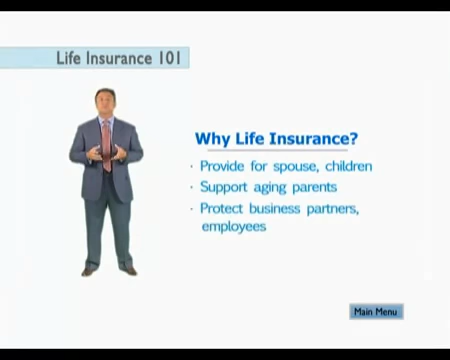 Life Insurance 101
Why Life Insurance?
· Provide for spouse, children
· Support aging parents
· Protect business partners,
employees
Main Menu